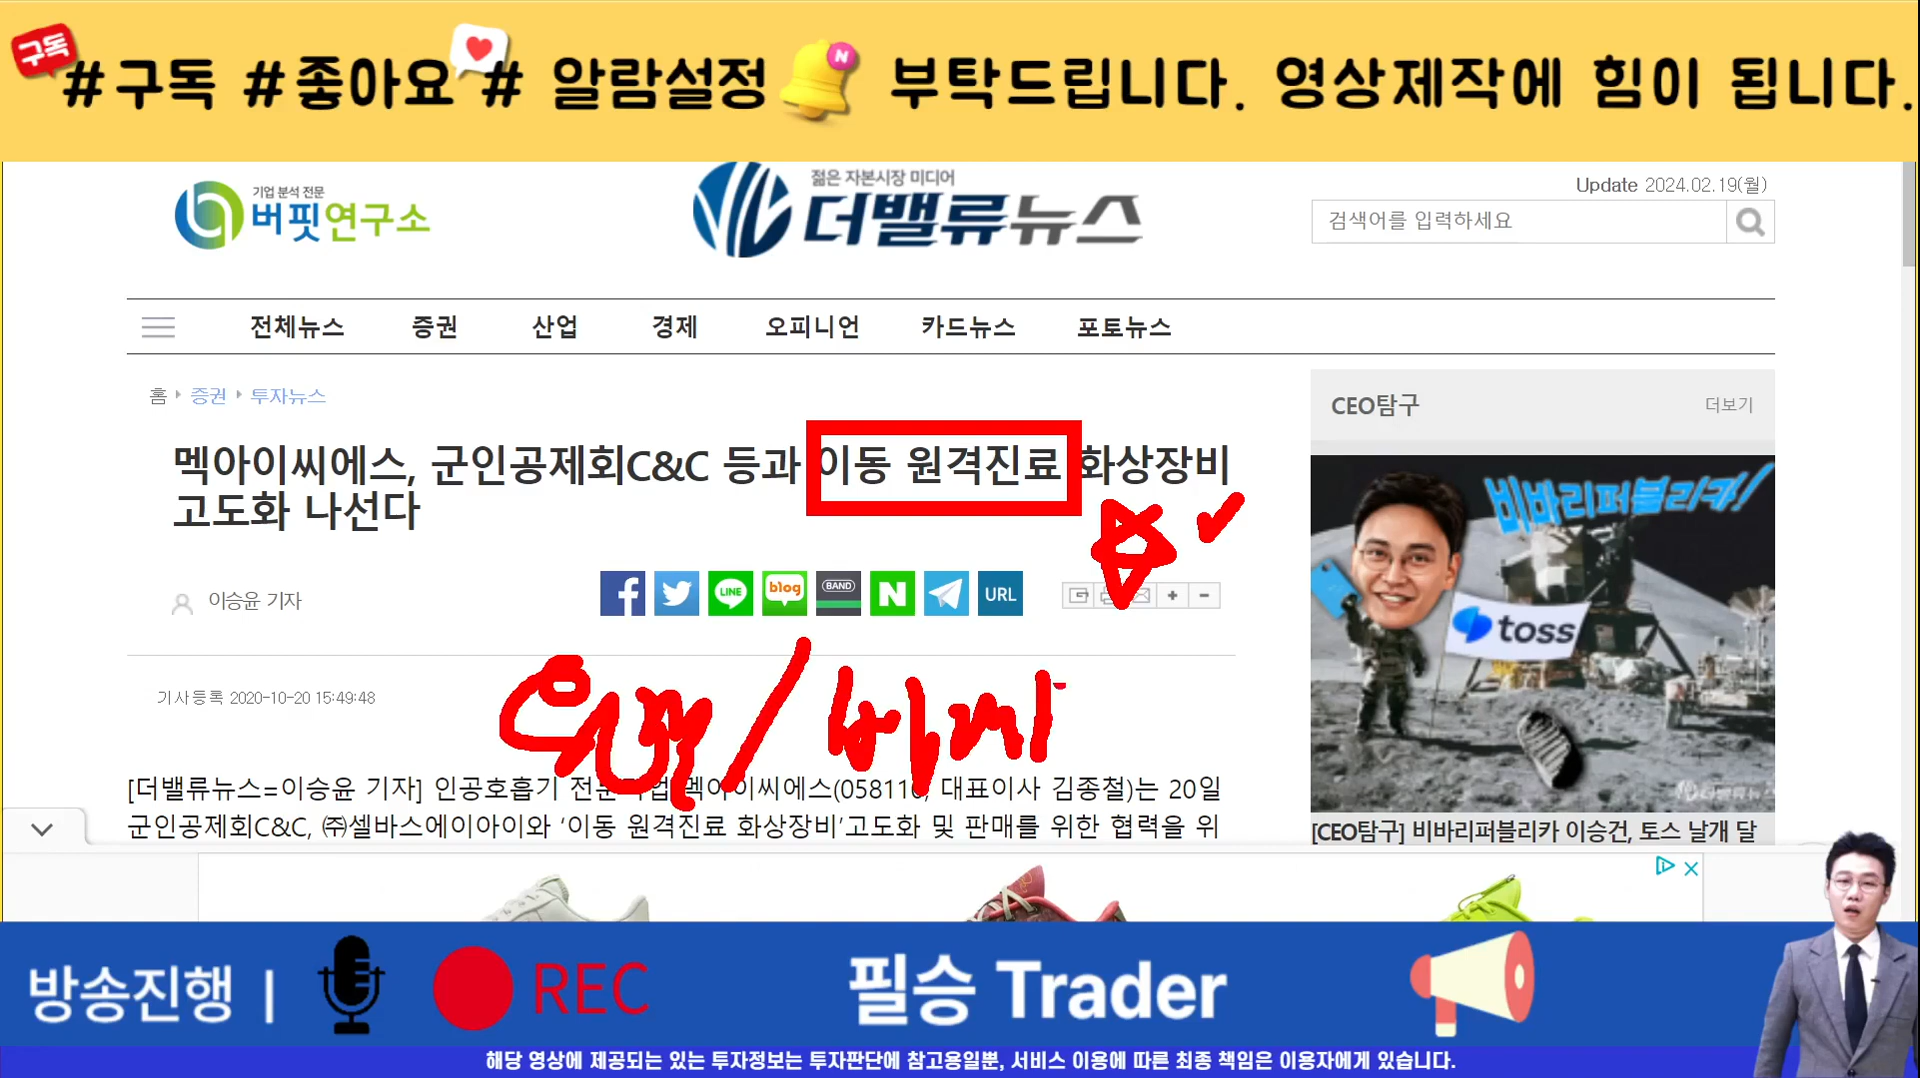 구독
#구독 #좋아요 # 알람설정 N 부탁드립니다. 영상제작에 힘이 됩니다.
기업 분석 전문
버핏연구소
젊은 자본시장 미디어
더밸류뉴스
Update 2024.02.19(월)
검색어를 입력하세요
전체뉴스 증권 산업 경제 오피니언 카드뉴스 포토뉴스
홈 증권 투자뉴스
CEO탐구 더보기
멕아이씨에스, 군인공제회C&C 등과 이동 원격진료 화상장비
고도화 나선다
비바리퍼블리카!
toss
이승윤 기자
LINE blog BAND N URL + -
기사등록 2020-10-20 15:49:48
[더밸류뉴스=이승윤 기자] 인공호흡기 전문 멕아이씨에스(058110, 대표이사 김종철)는 20일
군인공제회C&C, ㈜셀바스에이아이와 ‘이동 원격진료 화상장비’고도화 및 판매를 위한 협력을 위
더밸류뉴스
[CEO탐구] 비바리퍼블리카 이승건, 토스 날개 달
방송진행 | REC 필승 Trader
해당 영상에 제공되는 있는 투자정보는 투자판단에 참고용일뿐, 서비스 이용에 따른 최종 책임은 이용자에게 있습니다.